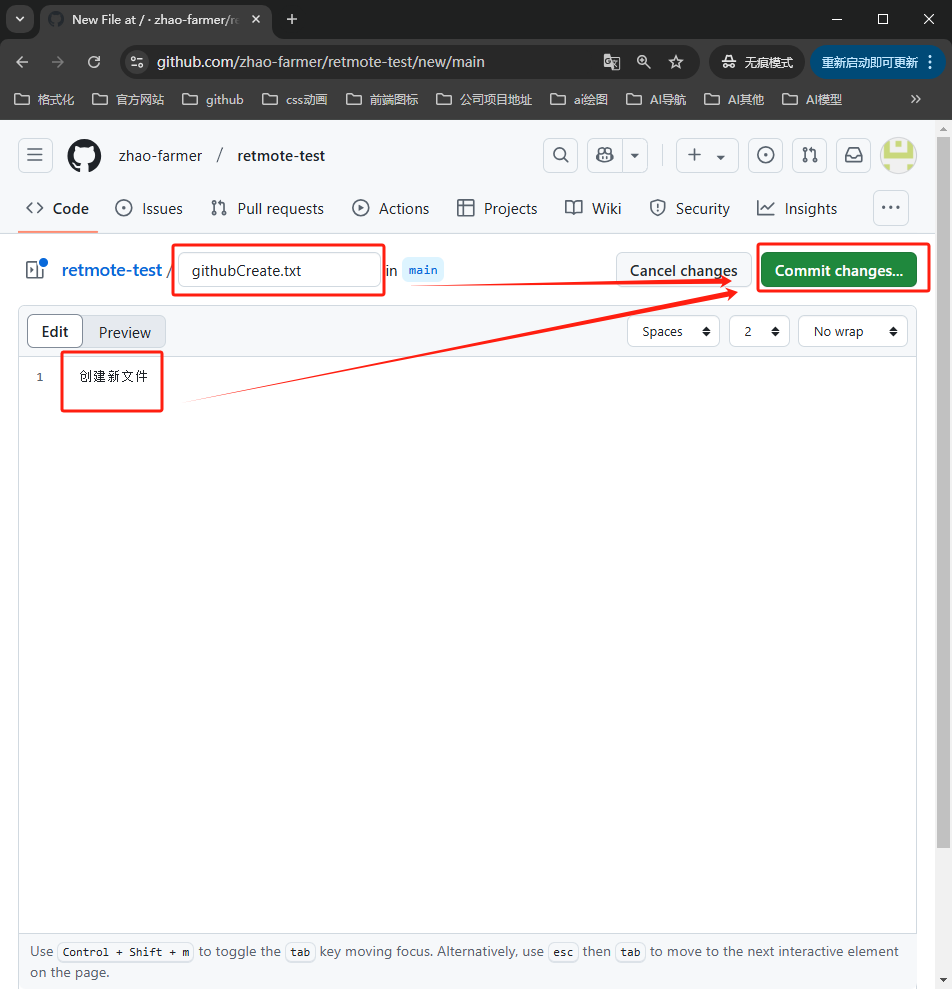 New File at / · zhao-farmer/re
github.com/zhao-farmer/retmote-test/new/main
无痕模式
重新启动即可更新
格式化 官方网站 github css动画 前端图标 公司项目地址 ai绘图 AI导航 AI其他 AI模型
zhao-farmer / retmote-test
Code Issues Pull requests Actions Projects Wiki Security Insights
retmote-test / githubCreate.txt in main Cancel changes Commit changes...
Edit Preview Spaces 2 No wrap
1 创建新文件
Use Control + Shift + m to toggle the tab key moving focus. Alternatively, use esc then tab to move to the next interactive element
on the page.